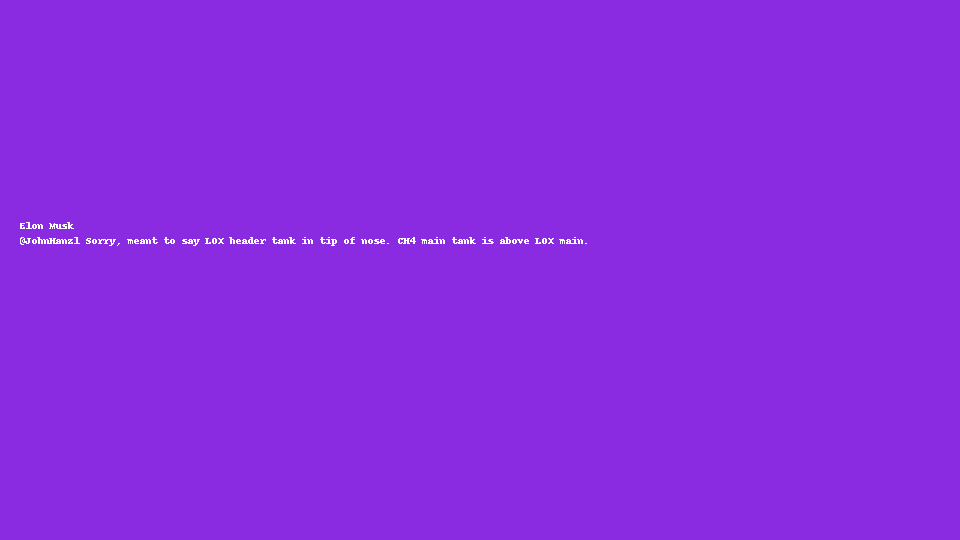 Elon Musk
@JohnHanzl Sorry, meant to say LOX header tank in tip of nose. CH4 main tank is above LOX main.